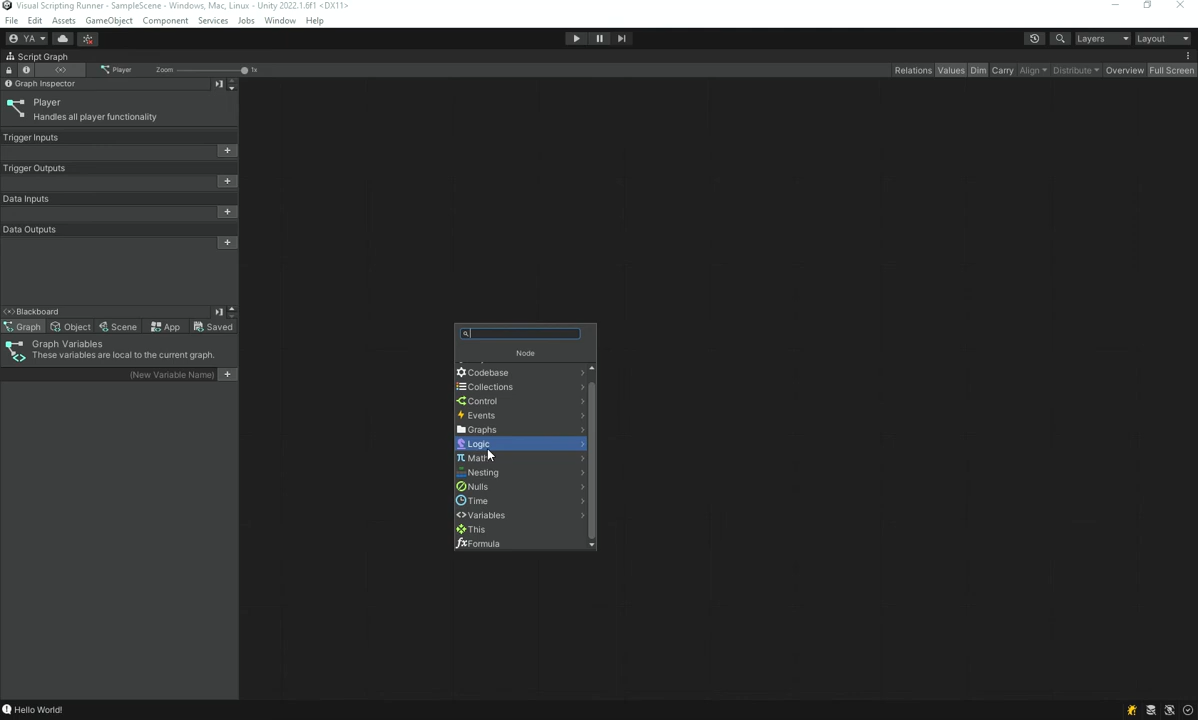 Visual Scripting Runner - SampleScene - Windows, Mac, Linux - Unity 2022.1.6f1 <DX11>
File Edit Assets GameObject Component Services Jobs Window Help
YA Layers Layout
Script Graph
<> Player Zoom 1x Relations Values Dim Carry Align Distribute Overview Full Screen
Graph Inspector
Player
Handles all player functionality
Trigger Inputs
+
Trigger Outputs
+
Data Inputs
+
Data Outputs
+
Blackboard
Graph Object Scene App Saved
Graph Variables
These variables are local to the current graph.
(New Variable Name) +
Node
Codebase
Collections
Control
Events
Graphs
Logic
Math
Nesting
Nulls
Time
Variables
This
Formula
Hello World!